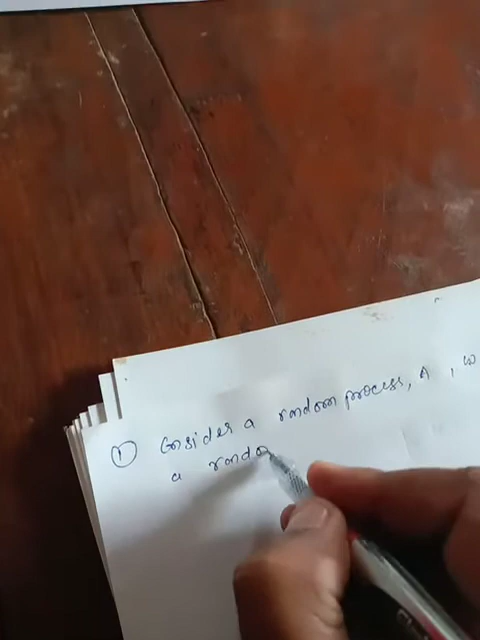 ① Consider a random process, A , w
a rando